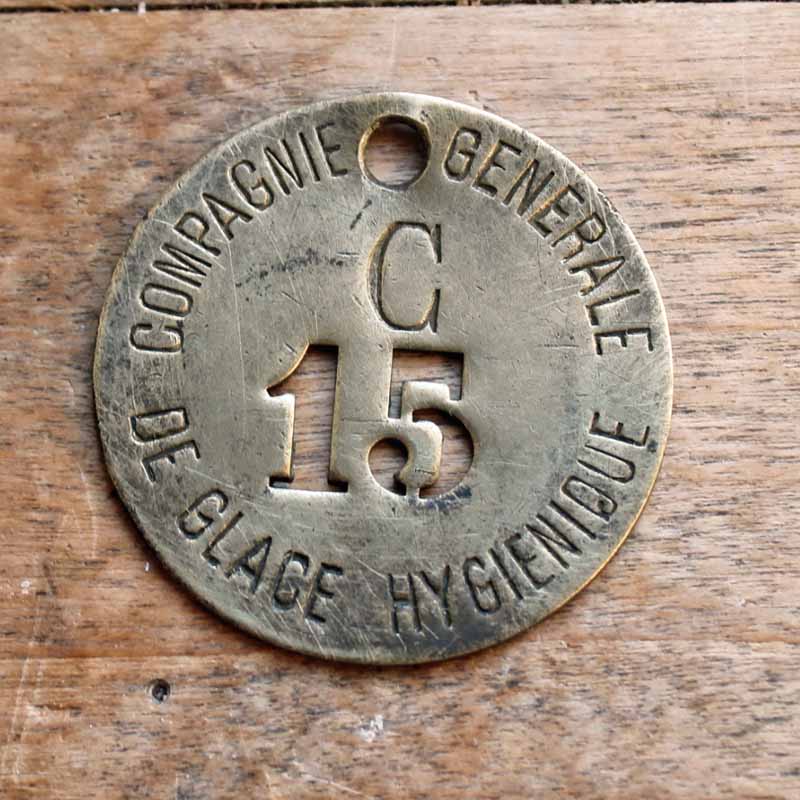 COMPAGNIE GENERALE
C
15
DE GLACE HYGIENIQUE